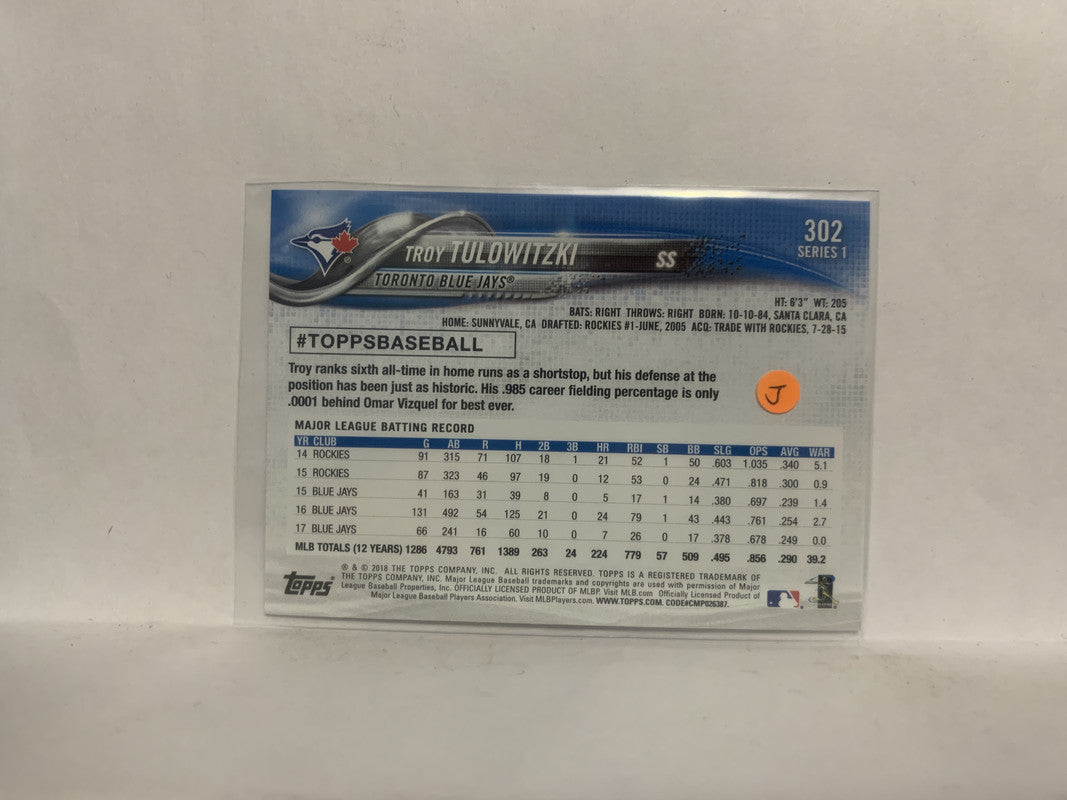 302
SERIES 1
TROY TULOWITZKI SS
TORONTO BLUE JAYS®
HT: 6'3" WT: 205
BATS: RIGHT THROWS: RIGHT BORN: 10-10-84, SANTA CLARA, CA
HOME: SUNNYVALE, CA DRAFTED: ROCKIES #1-JUNE, 2005 ACQ: TRADE WITH ROCKIES, 7-28-15
#TOPPSBASEBALL
Troy ranks sixth all-time in home runs as a shortstop, but his defense at the
position has been just as historic. His .985 career fielding percentage is only
.0001 behind Omar Vizquel for best ever.
J
MAJOR LEAGUE BATTING RECORD
YR CLUB G AB R H 2B 3B HR RBI SB BB SLG OPS AVG WAR
14 ROCKIES 91 315 71 107 18 1 21 52 1 50 .603 1.035 .340 5.1
15 ROCKIES 87 323 46 97 19 0 12 53 0 24 .471 .818 .300 0.9
15 BLUE JAYS 41 163 31 39 8 0 5 17 1 14 .380 .697 .239 1.4
16 BLUE JAYS 131 492 54 125 21 0 24 79 1 43 .443 .761 .254 2.7
17 BLUE JAYS 66 241 16 60 10 0 7 26 0 17 .378 .678 .249 0.0
MLB TOTALS (12 YEARS) 1286 4793 761 1389 263 24 224 779 57 509 .495 .856 .290 39.2
Topps®
® & © 2018 THE TOPPS COMPANY, INC. ALL RIGHTS RESERVED. TOPPS IS A REGISTERED TRADEMARK OF
THE TOPPS COMPANY, INC. Major League Baseball trademarks and copyrights are used with permission of Major
League Baseball Properties, Inc. OFFICIALLY LICENSED PRODUCT OF MLBP. Visit MLB.com Officially Licensed Product of
Major League Baseball Players Association. Visit MLBPlayers.com. WWW.TOPPS.COM. CODE#CMP026387.